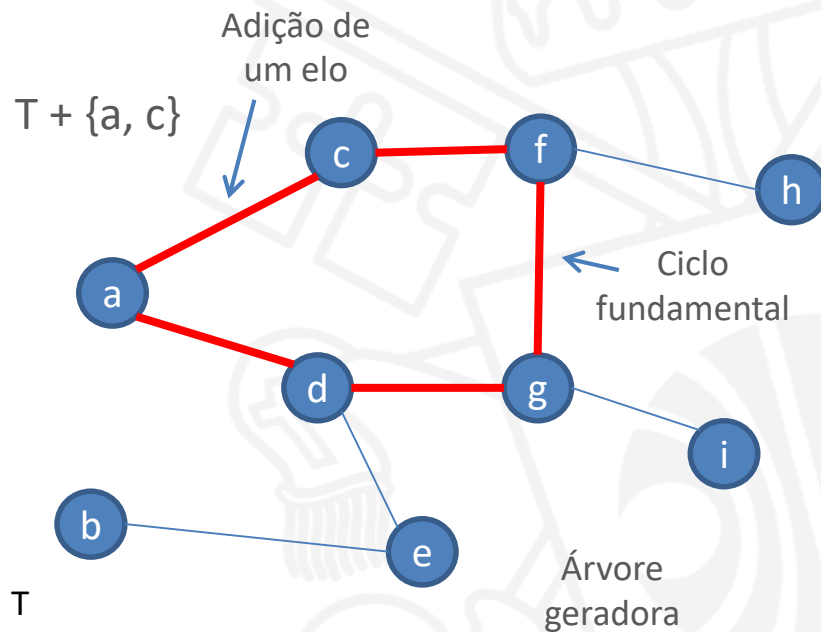 Adição de
um elo
T + {a, c}
c
f
h
a
Ciclo
fundamental
d
g
i
b
e
Árvore
geradora
T